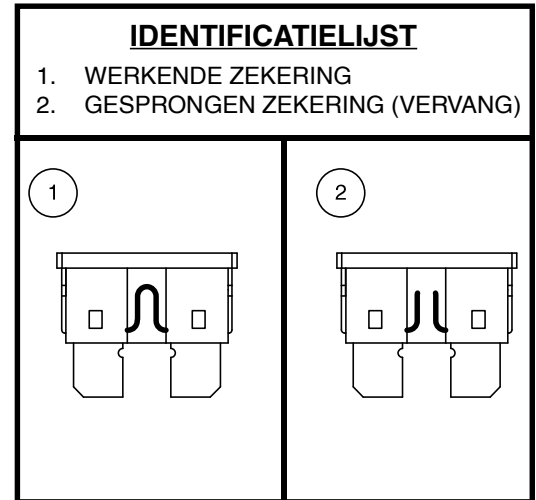 IDENTIFICATIELIJST
1. WERKENDE ZEKERING
2. GESPRONGEN ZEKERING (VERVANG)
1
2